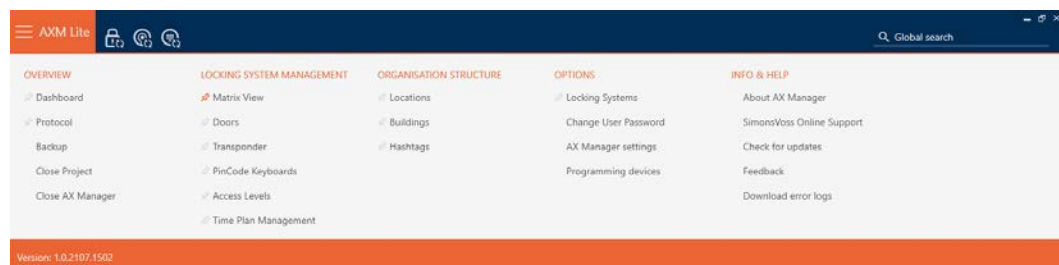 AXM Lite
Global search
OVERVIEW
Dashboard
Protocol
Backup
Close Project
Close AX Manager
LOCKING SYSTEM MANAGEMENT
Matrix View
Doors
Transponder
PinCode Keyboards
Access Levels
Time Plan Management
ORGANISATION STRUCTURE
Locations
Buildings
Hashtags
OPTIONS
Locking Systems
Change User Password
AX Manager settings
Programming devices
INFO & HELP
About AX Manager
SimonsVoss Online Support
Check for updates
Feedback
Download error logs
Version: 1.0.2107.1502